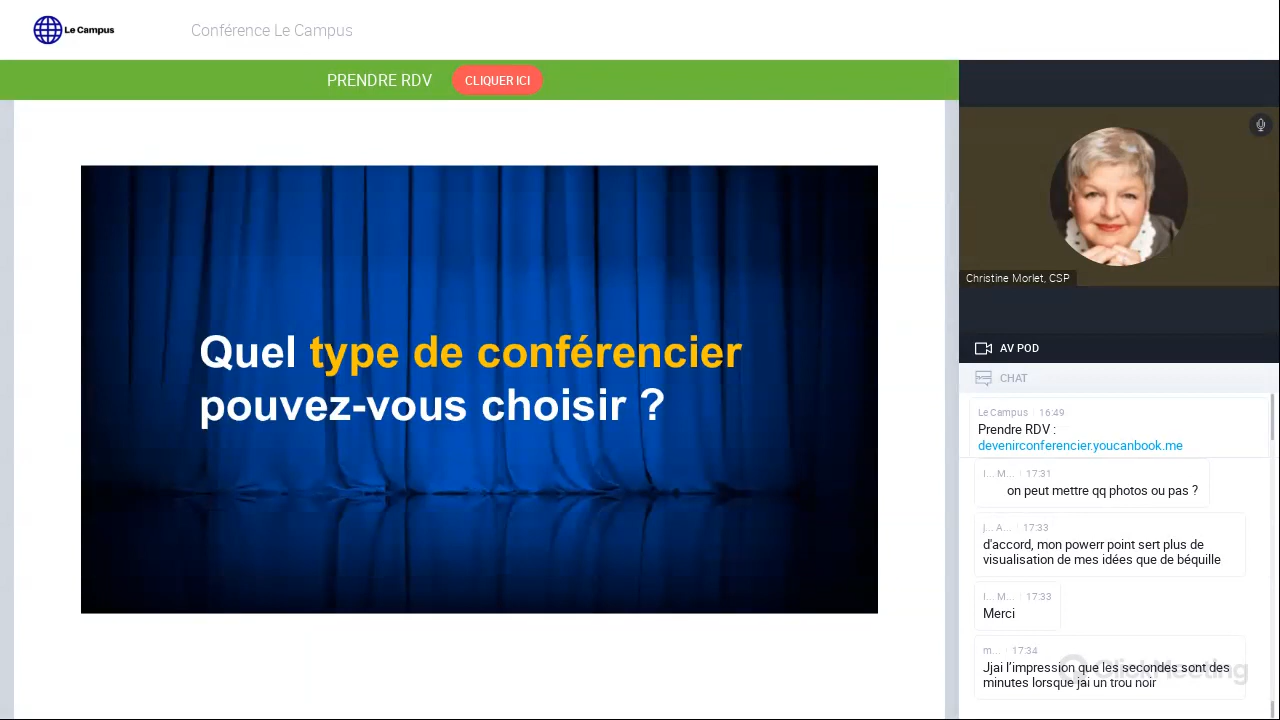 Le Campus
Conférence Le Campus
PRENDRE RDV
CLIQUER ICI
Quel type de conférencier
pouvez-vous choisir ?
Christine Morlet, CSP
AV POD
CHAT
Le Campus 16:49
Prendre RDV :
devenirconferencier.youcanbook.me
I... M... 17:31
on peut mettre qq photos ou pas ?
J... A... 17:33
d'accord, mon powerr point sert plus de
visualisation de mes idées que de béquille
I... M... 17:33
Merci
m... 17:34
Jjai l’impression que les secondes sont des
minutes lorsque jai un trou noir
ClickMeeting